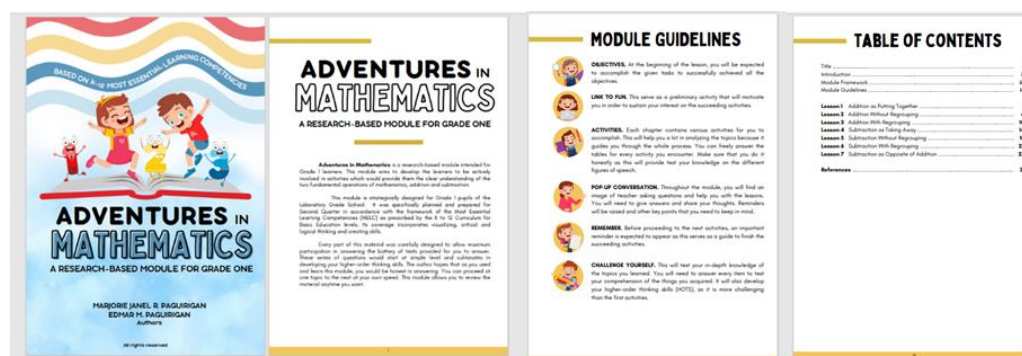 BASED ON K-12 MOST ESSENTIAL LEARNING COMPETENCIES
ADVENTURES IN
MATHEMATICS
A RESEARCH-BASED MODULE FOR GRADE ONE
MARJORIE JANEL R. PAGUIRIGAN
EDMAR M. PAGUIRIGAN
Authors
All rights reserved
ADVENTURES IN
MATHEMATICS
A RESEARCH-BASED MODULE FOR GRADE ONE
Adventures in Mathematics is a research-based module intended for
Grade 1 learners. This module aims to develop the learners to be actively
involved in activities which would provide them the clear understanding of the
two fundamental operations of mathematics, addition and subtraction.
This module is strategically designed for Grade 1 pupils of the
Laboratory Grade School. It was specifically planned and prepared for
Second Quarter in accordance with the framework of the Most Essential
Learning Competencies (MELC) as prescribed by the K to 12 Curriculum for
Basic Education levels. Its coverage incorporates visualizing, critical and
logical thinking and creating skills.
Every part of this material was carefully designed to allow maximum
participation in answering the battery of tests provided for you to answer.
These series of questions would start at simple level and culminates in
developing your higher-order thinking skills. The author hopes that as you used
and learn this module, you would be honest in answering. You can proceed at
one topic to the next at your own speed. This module allows you to review the
material anytime you want.
MODULE GUIDELINES
OBJECTIVES. At the beginning of the lesson, you will be expected
to accomplish the given tasks to successfully achieved all the
objectives.
LINK TO FUN. This serve as a preliminary activity that will motivate
you in order to sustain your interest on the succeeding activities.
ACTIVITIES. Each chapter contains various activities for you to
accomplish. This will help you a lot in analyzing the topics because it
guides you through the whole process. You can freely answer the
tables for every activity you encounter. Make sure that you do it
honestly as this will provide test your knowledge on the different
figures of speech.
POP-UP CONVERSATION. Throughout the module, you will find an
image of teacher asking questions and help you with the lessons.
You will need to give answers and share your thoughts. Reminders
will be raised and other key points that you need to keep in mind.
REMEMBER. Before proceeding to the next activities, an important
reminder is expected to appear as this serves as a guide to finish the
succeeding activities.
CHALLENGE YOURSELF. This will test your in-depth knowledge of
the topics you learned. You will need to answer every item to test
your comprehension of the things you acquired. It will also develop
your higher-order thinking skills (HOTS), as it is more challenging
than the first activities.
TABLE OF CONTENTS
Title
Introduction
Module Framework
Module Guidelines
Lesson 1 Addition as Putting Together
Lesson 2 Addition Without Regrouping
Lesson 3 Addition With Regrouping
Lesson 4 Subtraction as Taking Away
Lesson 5 Subtraction Without Regrouping
Lesson 6 Subtraction With Regrouping
Lesson 7 Subtraction as Opposite of Addition
References